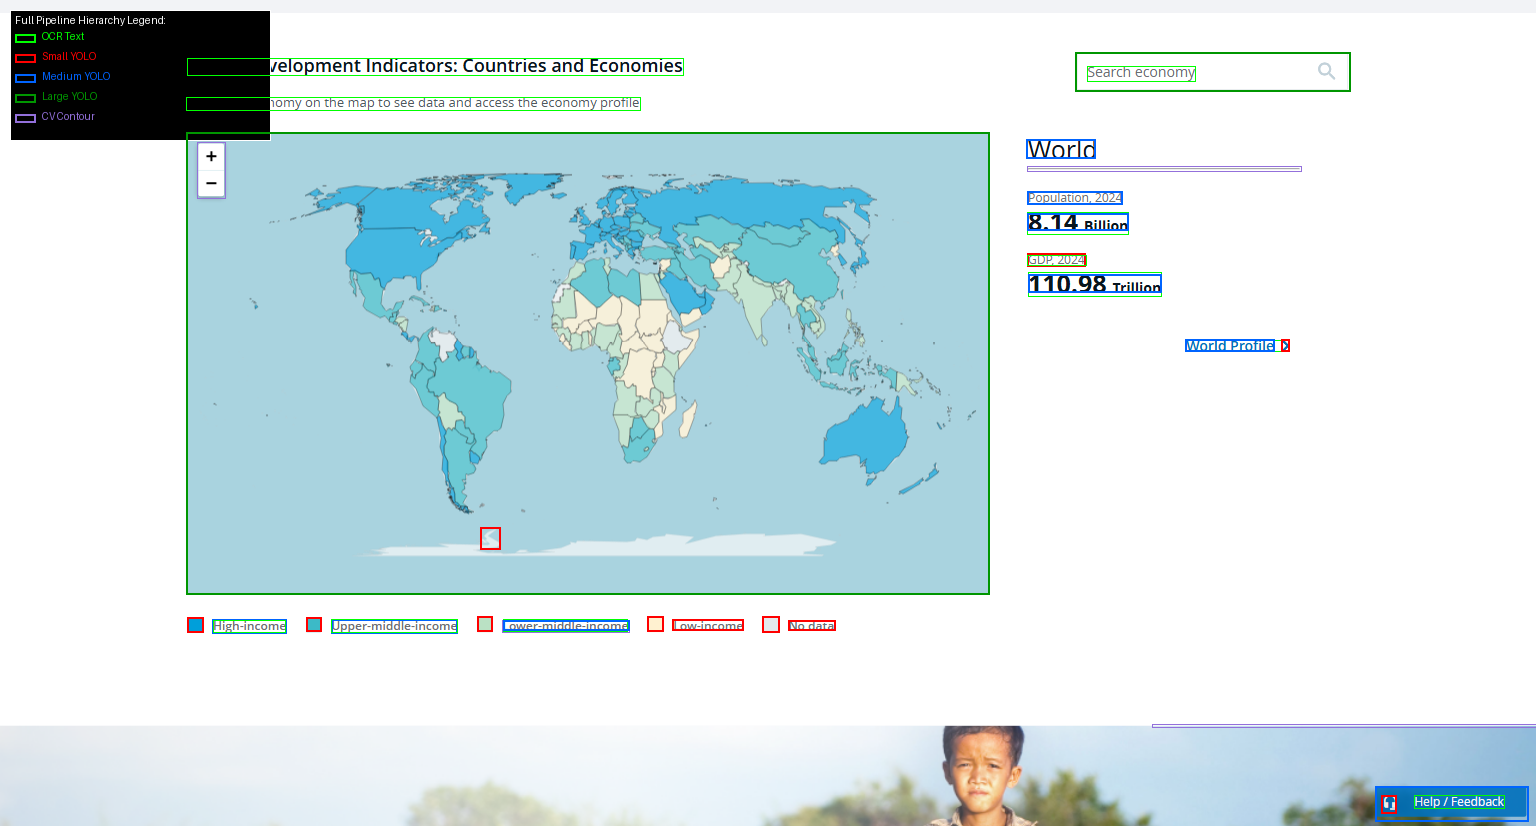 Full Pipeline Hierarchy Legend:
OCR Text
Small YOLO
Medium YOLO
Large YOLO
CV Contour
velopment Indicators: Countries and Economies
Search economy
nomy on the map to see data and access the economy profile
+
−
World
Population, 2024
8.14 Billion
GDP, 2024
110.98 Trillion
World Profile
High-income
Upper-middle-income
Lower-middle-income
Low-income
No data
Help / Feedback